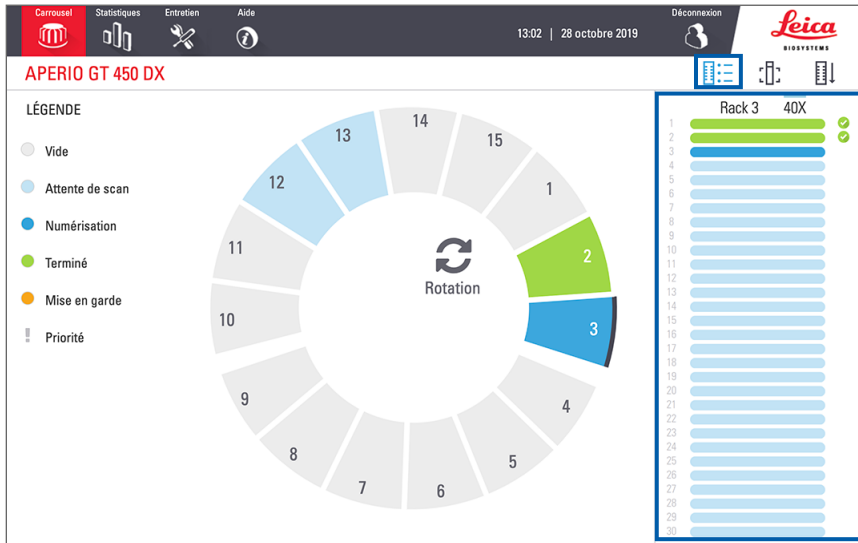 Carrousel
Statistiques
Entretien
Aide
13:02 | 28 octobre 2019
Déconnexion
Leica
BIOSYSTEMS
APERIO GT 450 DX
LÉGENDE
Vide
Attente de scan
Numérisation
Terminé
Mise en garde
! Priorité
14
15
1
2
3
4
5
6
7
8
9
10
11
12
13
Rotation
Rack 3 40X
1
2
3
4
5
6
7
8
9
10
11
12
13
14
15
16
17
18
19
20
21
22
23
24
25
26
27
28
29
30